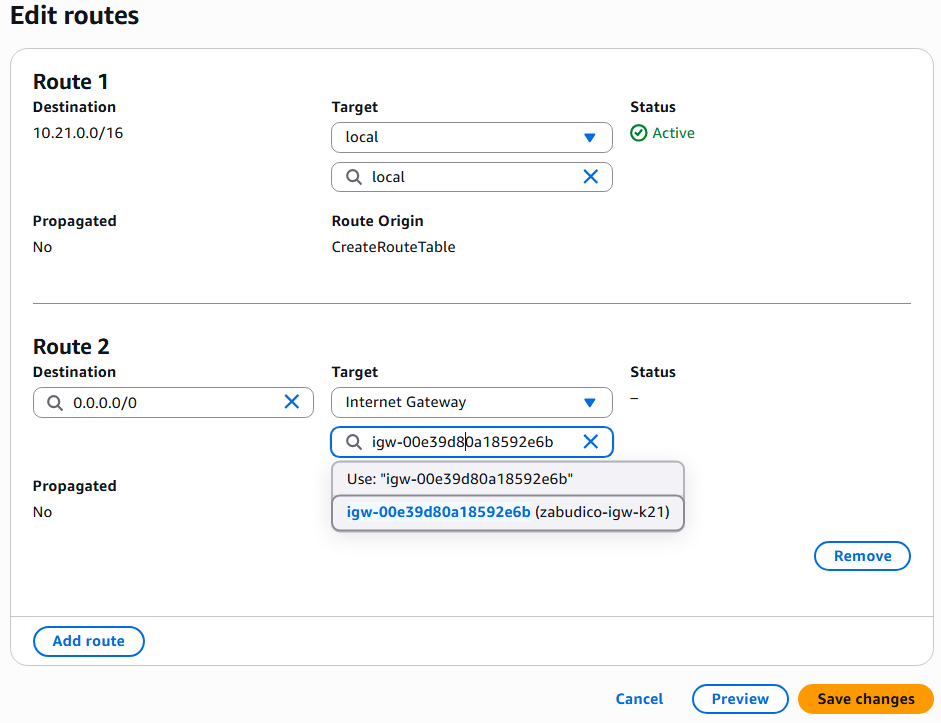 Edit routes
Route 1
Destination
10.21.0.0/16
Target
local
local
Status
Active
Propagated
No
Route Origin
CreateRouteTable
Route 2
Destination
0.0.0.0/0
Target
Internet Gateway
igw-00e39d80a18592e6b
Use: "igw-00e39d80a18592e6b"
igw-00e39d80a18592e6b (zabudico-igw-k21)
Status
–
Propagated
No
Remove
Add route
Cancel
Preview
Save changes